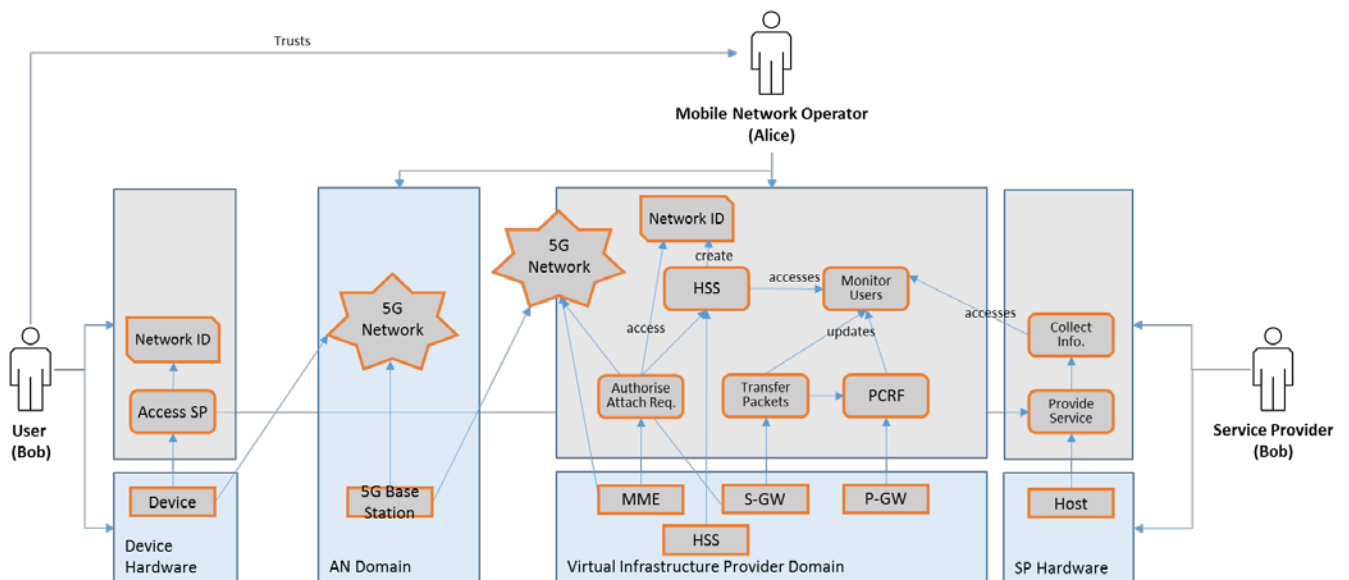 Trusts
Mobile Network Operator
(Alice)
Network ID
5G
Network
create
HSS
accesses
Monitor
Users
5G
Network
access
updates
accesses
Collect
Info.
Network ID
Access SP
Authorise
Attach Req.
Transfer
Packets
PCRF
Provide
Service
User
(Bob)
Service Provider
(Bob)
Device
5G Base
Station
MME
S-GW
P-GW
Host
HSS
Device
Hardware
AN Domain
Virtual Infrastructure Provider Domain
SP Hardware